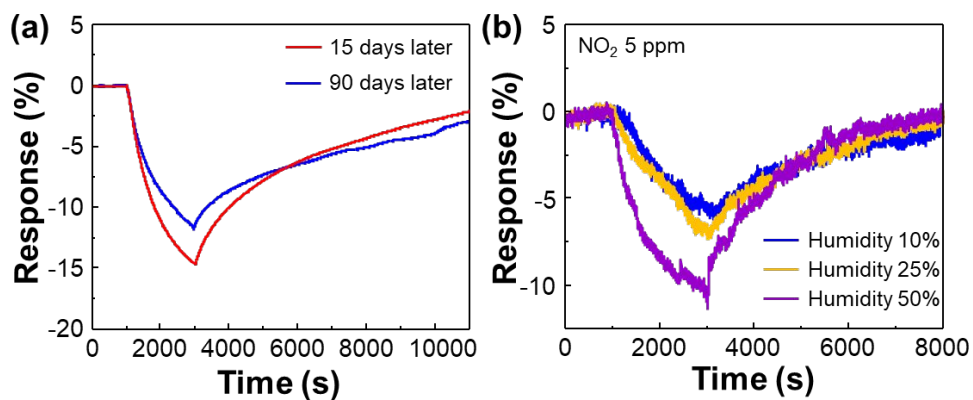 (a)
5
0
-5
-10
-15
-20
Response (%)
15 days later
90 days later
0 2000 4000 6000 8000 10000
Time (s)
(b)
5
0
-5
-10
Response (%)
NO₂ 5 ppm
Humidity 10%
Humidity 25%
Humidity 50%
0 2000 4000 6000 8000
Time (s)